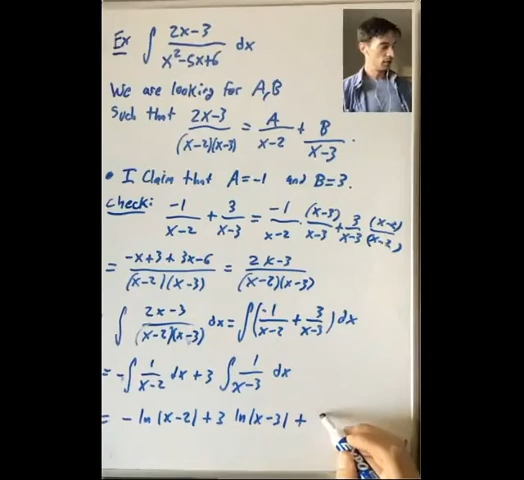 Ex ∫ (2x-3)/(x²-5x+6) dx
We are looking for A,B
Such that (2x-3)/((x-2)(x-3)) = A/(x-2) + B/(x-3).
• I claim that A=-1 and B=3.
check: -1/(x-2) + 3/(x-3) = -1/(x-2) · (x-3)/(x-3) + 3/(x-3) (x-2)/(x-2)
= (-x+3+3x-6)/((x-2)(x-3)) = (2x-3)/((x-2)(x-3))
∫ (2x-3)/((x-2)(x-3)) dx = ∫(-1/(x-2) + 3/(x-3)) dx
= -∫ 1/(x-2) dx + 3 ∫ 1/(x-3) dx
= -ln|x-2| + 3 ln|x-3| +
EXPO